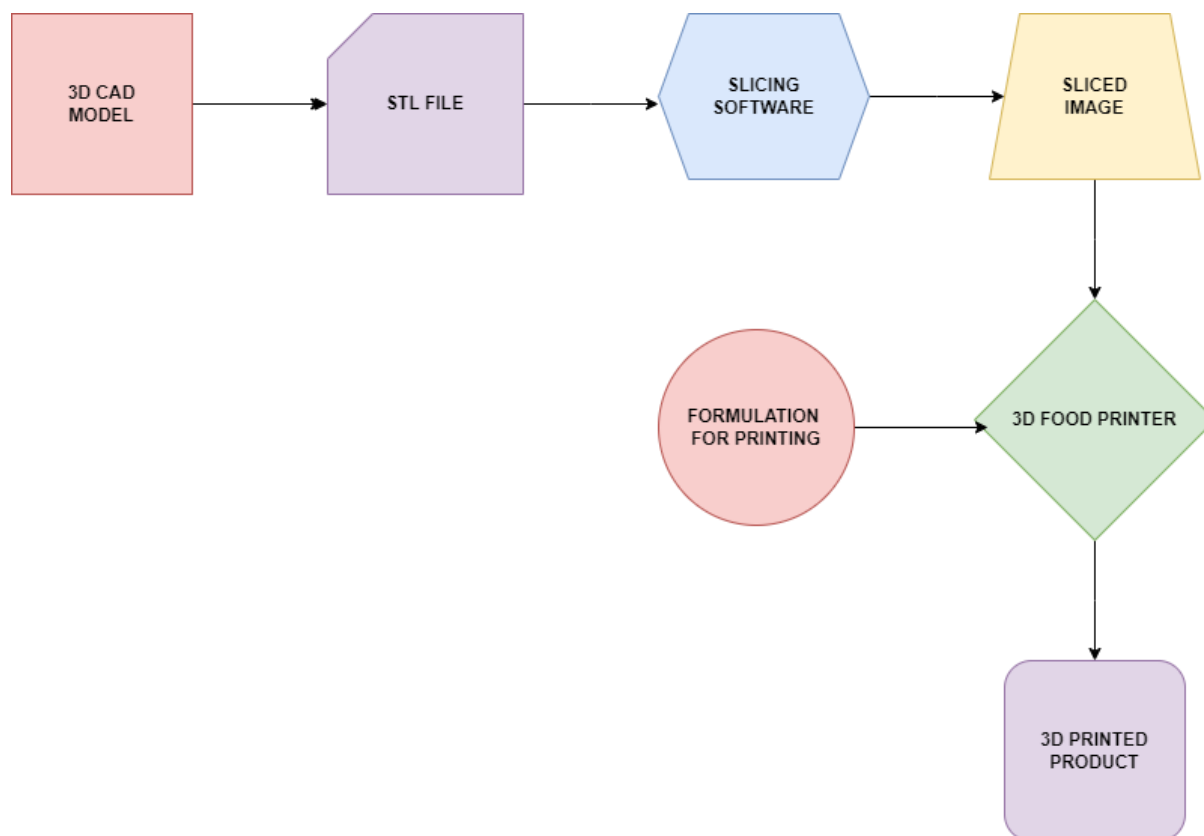 3D CAD
MODEL
STL FILE
SLICING
SOFTWARE
SLICED
IMAGE
FORMULATION
FOR PRINTING
3D FOOD PRINTER
3D PRINTED
PRODUCT